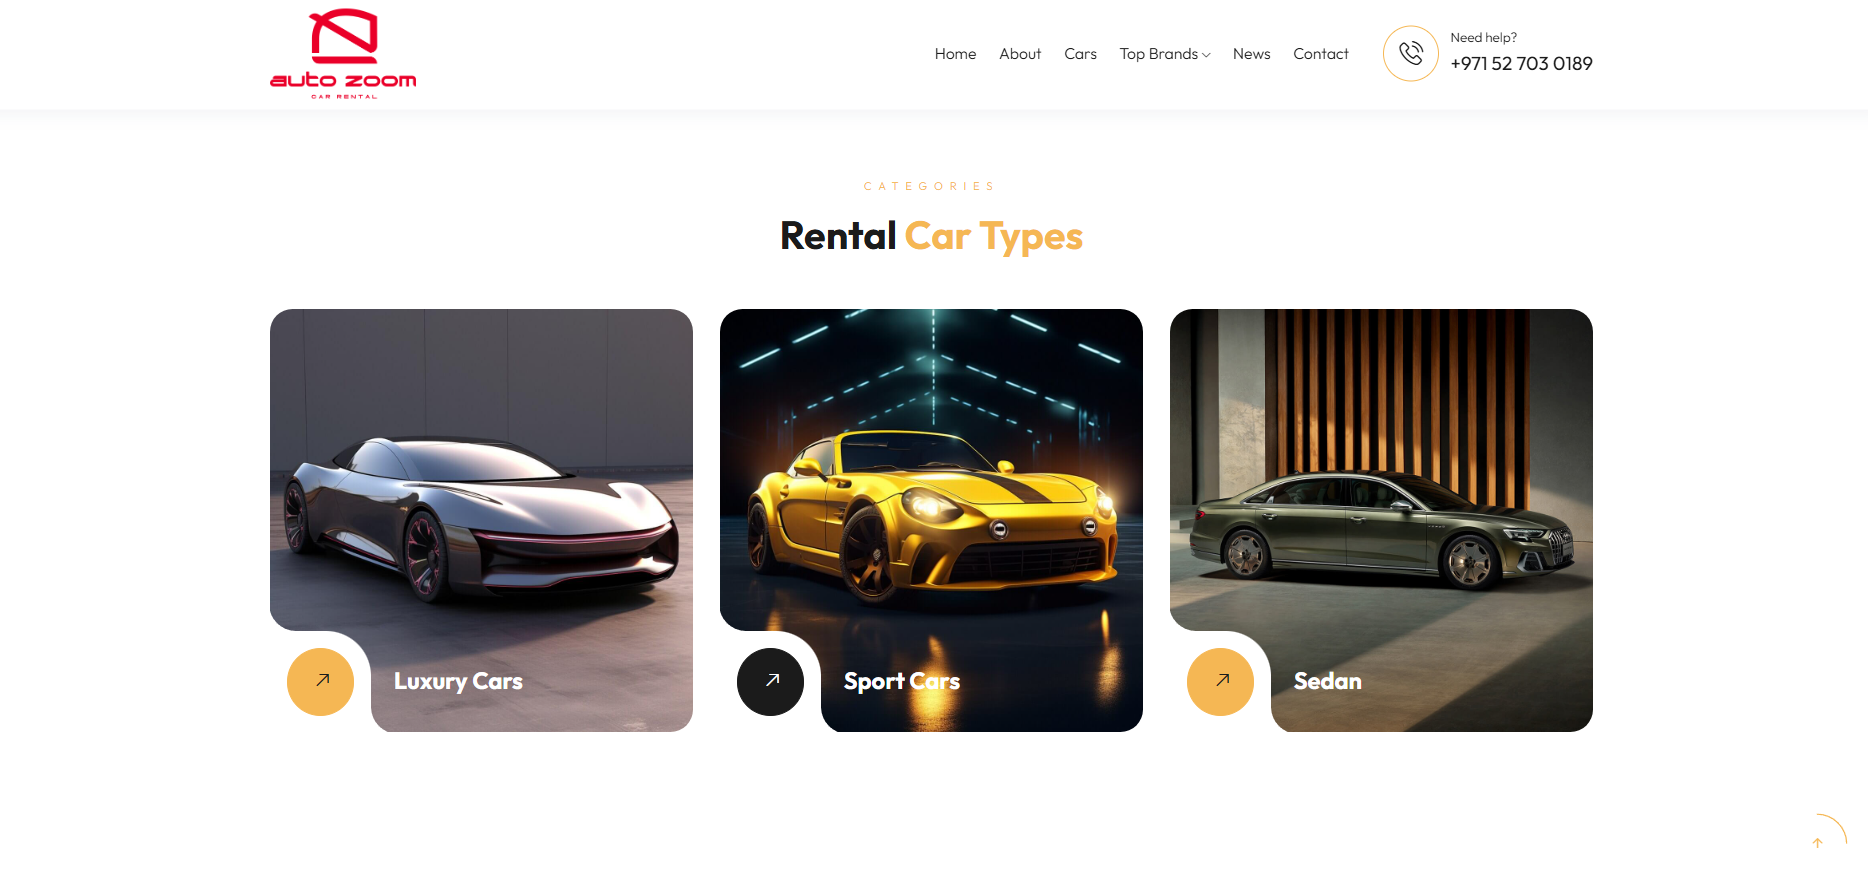 auto zoom
CAR RENTAL
Home
About
Cars
Top Brands
News
Contact
Need help?
+971 52 703 0189
CATEGORIES
Rental Car Types
Luxury Cars
Sport Cars
Sedan